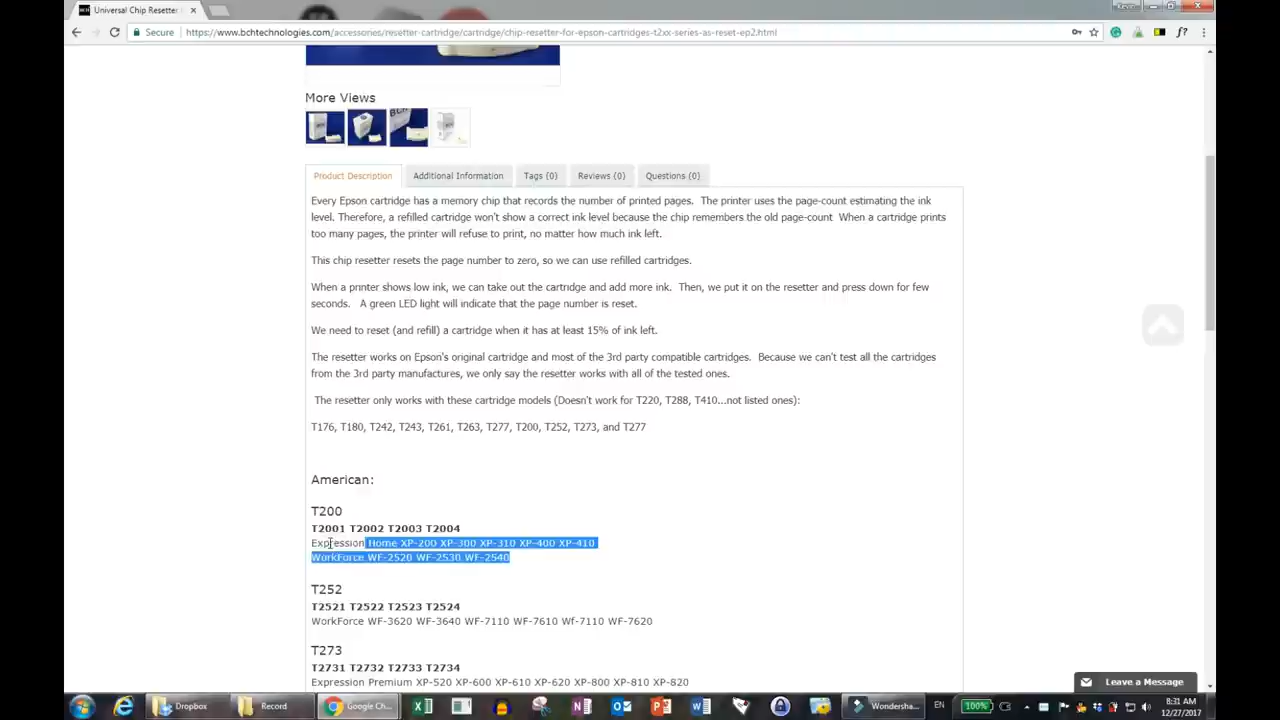 Universal Chip Resetter
Kevin
Secure
https://www.bchtechnologies.com/accessories/resetter-cartridge/cartridge/chip-resetter-for-epson-cartridges-t2xx-series-as-reset-ep2.html
More Views
Product Description
Additional Information
Tags (0)
Reviews (0)
Questions (0)
Every Epson cartridge has a memory chip that records the number of printed pages. The printer uses the page-count estimating the ink
level. Therefore, a refilled cartridge won't show a correct ink level because the chip remembers the old page-count When a cartridge prints
too many pages, the printer will refuse to print, no matter how much ink left.
This chip resetter resets the page number to zero, so we can use refilled cartridges.
When a printer shows low ink, we can take out the cartridge and add more ink. Then, we put it on the resetter and press down for few
seconds. A green LED light will indicate that the page number is reset.
We need to reset (and refill) a cartridge when it has at least 15% of ink left.
The resetter works on Epson's original cartridge and most of the 3rd party compatible cartridges. Because we can't test all the cartridges
from the 3rd party manufactures, we only say the resetter works with all of the tested ones.
The resetter only works with these cartridge models (Doesn't work for T220, T288, T410...not listed ones):
T176, T180, T242, T243, T261, T263, T277, T200, T252, T273, and T277
American:
T200
T2001 T2002 T2003 T2004
Expression Home XP-200 XP-300 XP-310 XP-400 XP-410
WorkForce WF-2520 WF-2530 WF-2540
T252
T2521 T2522 T2523 T2524
WorkForce WF-3620 WF-3640 WF-7110 WF-7610 Wf-7110 WF-7620
T273
T2731 T2732 T2733 T2734
Expression Premium XP-520 XP-600 XP-610 XP-620 XP-800 XP-810 XP-820
Leave a Message
Dropbox
Record
Google Ch...
Wondersha...
EN
100%
8:31 AM
12/27/2017